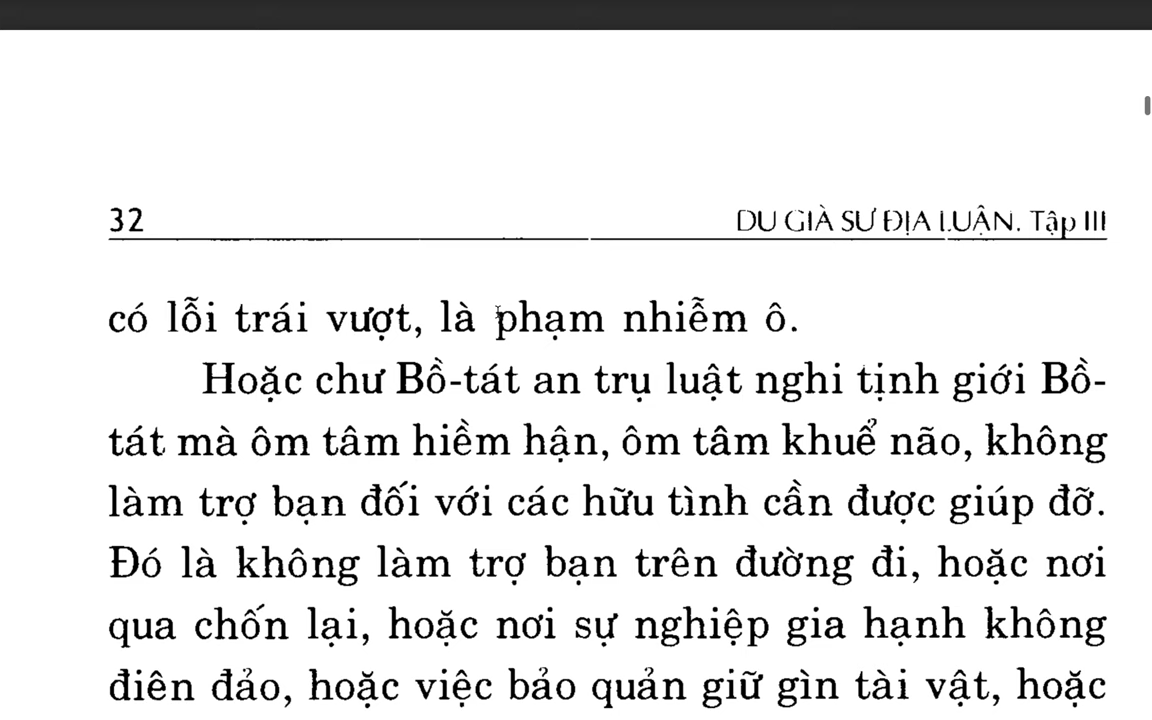 32 DU GIÀ SƯ ĐỊA LUẬN. Tập III
có lỗi trái vượt, là phạm nhiễm ô.
Hoặc chư Bồ-tát an trụ luật nghi tịnh giới Bồ-
tát mà ôm tâm hiềm hận, ôm tâm khuể não, không
làm trợ bạn đối với các hữu tình cần được giúp đỡ.
Đó là không làm trợ bạn trên đường đi, hoặc nơi
qua chốn lại, hoặc nơi sự nghiệp gia hạnh không
điên đảo, hoặc việc bảo quản giữ gìn tài vật, hoặc